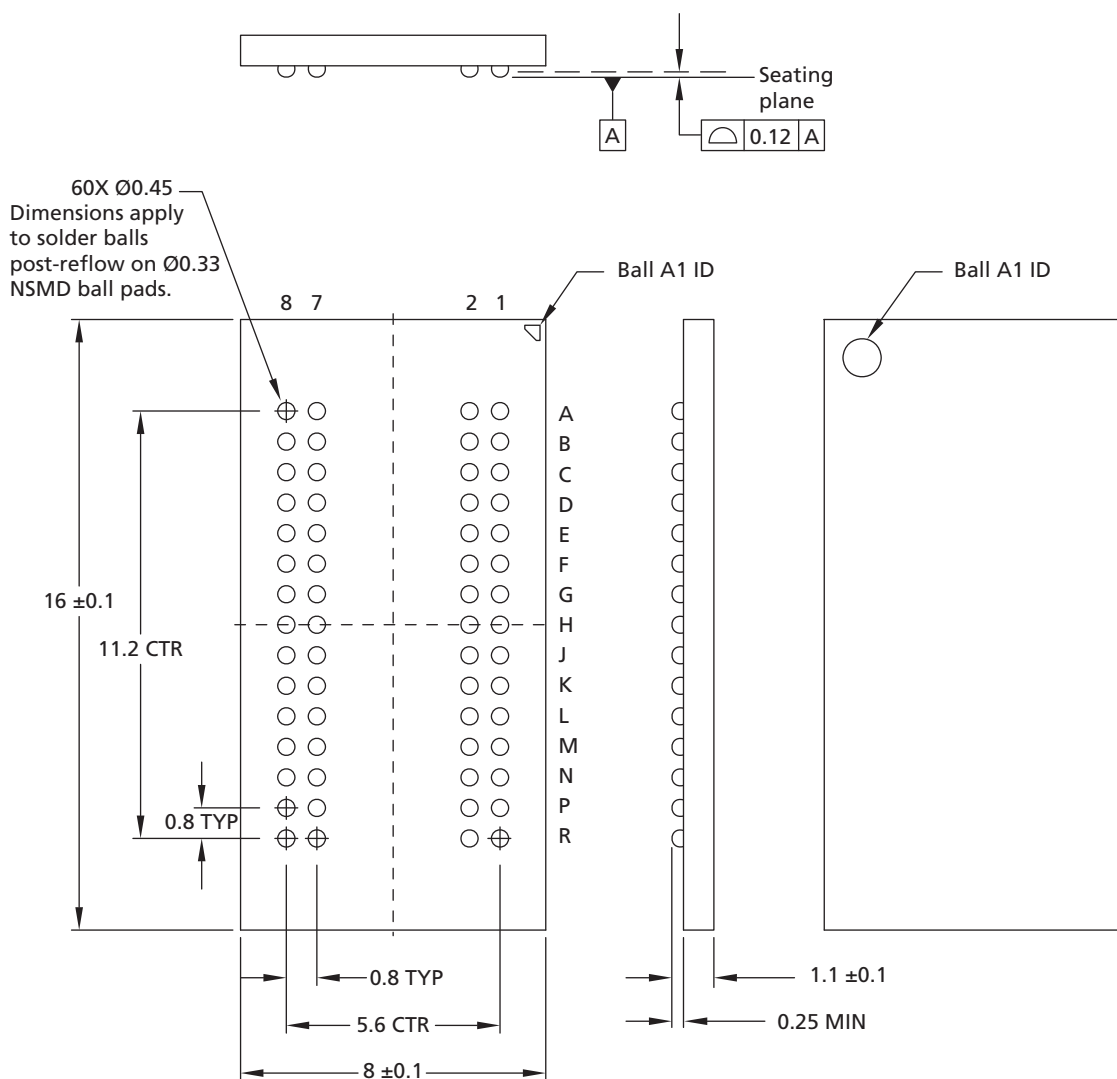 Seating
plane
A
0.12 A
60X Ø0.45
Dimensions apply
to solder balls
post-reflow on Ø0.33
NSMD ball pads.
Ball A1 ID
Ball A1 ID
8 7 2 1
A
B
C
D
E
F
G
16 ±0.1
H
11.2 CTR
J
K
L
M
N
P
0.8 TYP
R
0.8 TYP
1.1 ±0.1
5.6 CTR
0.25 MIN
8 ±0.1